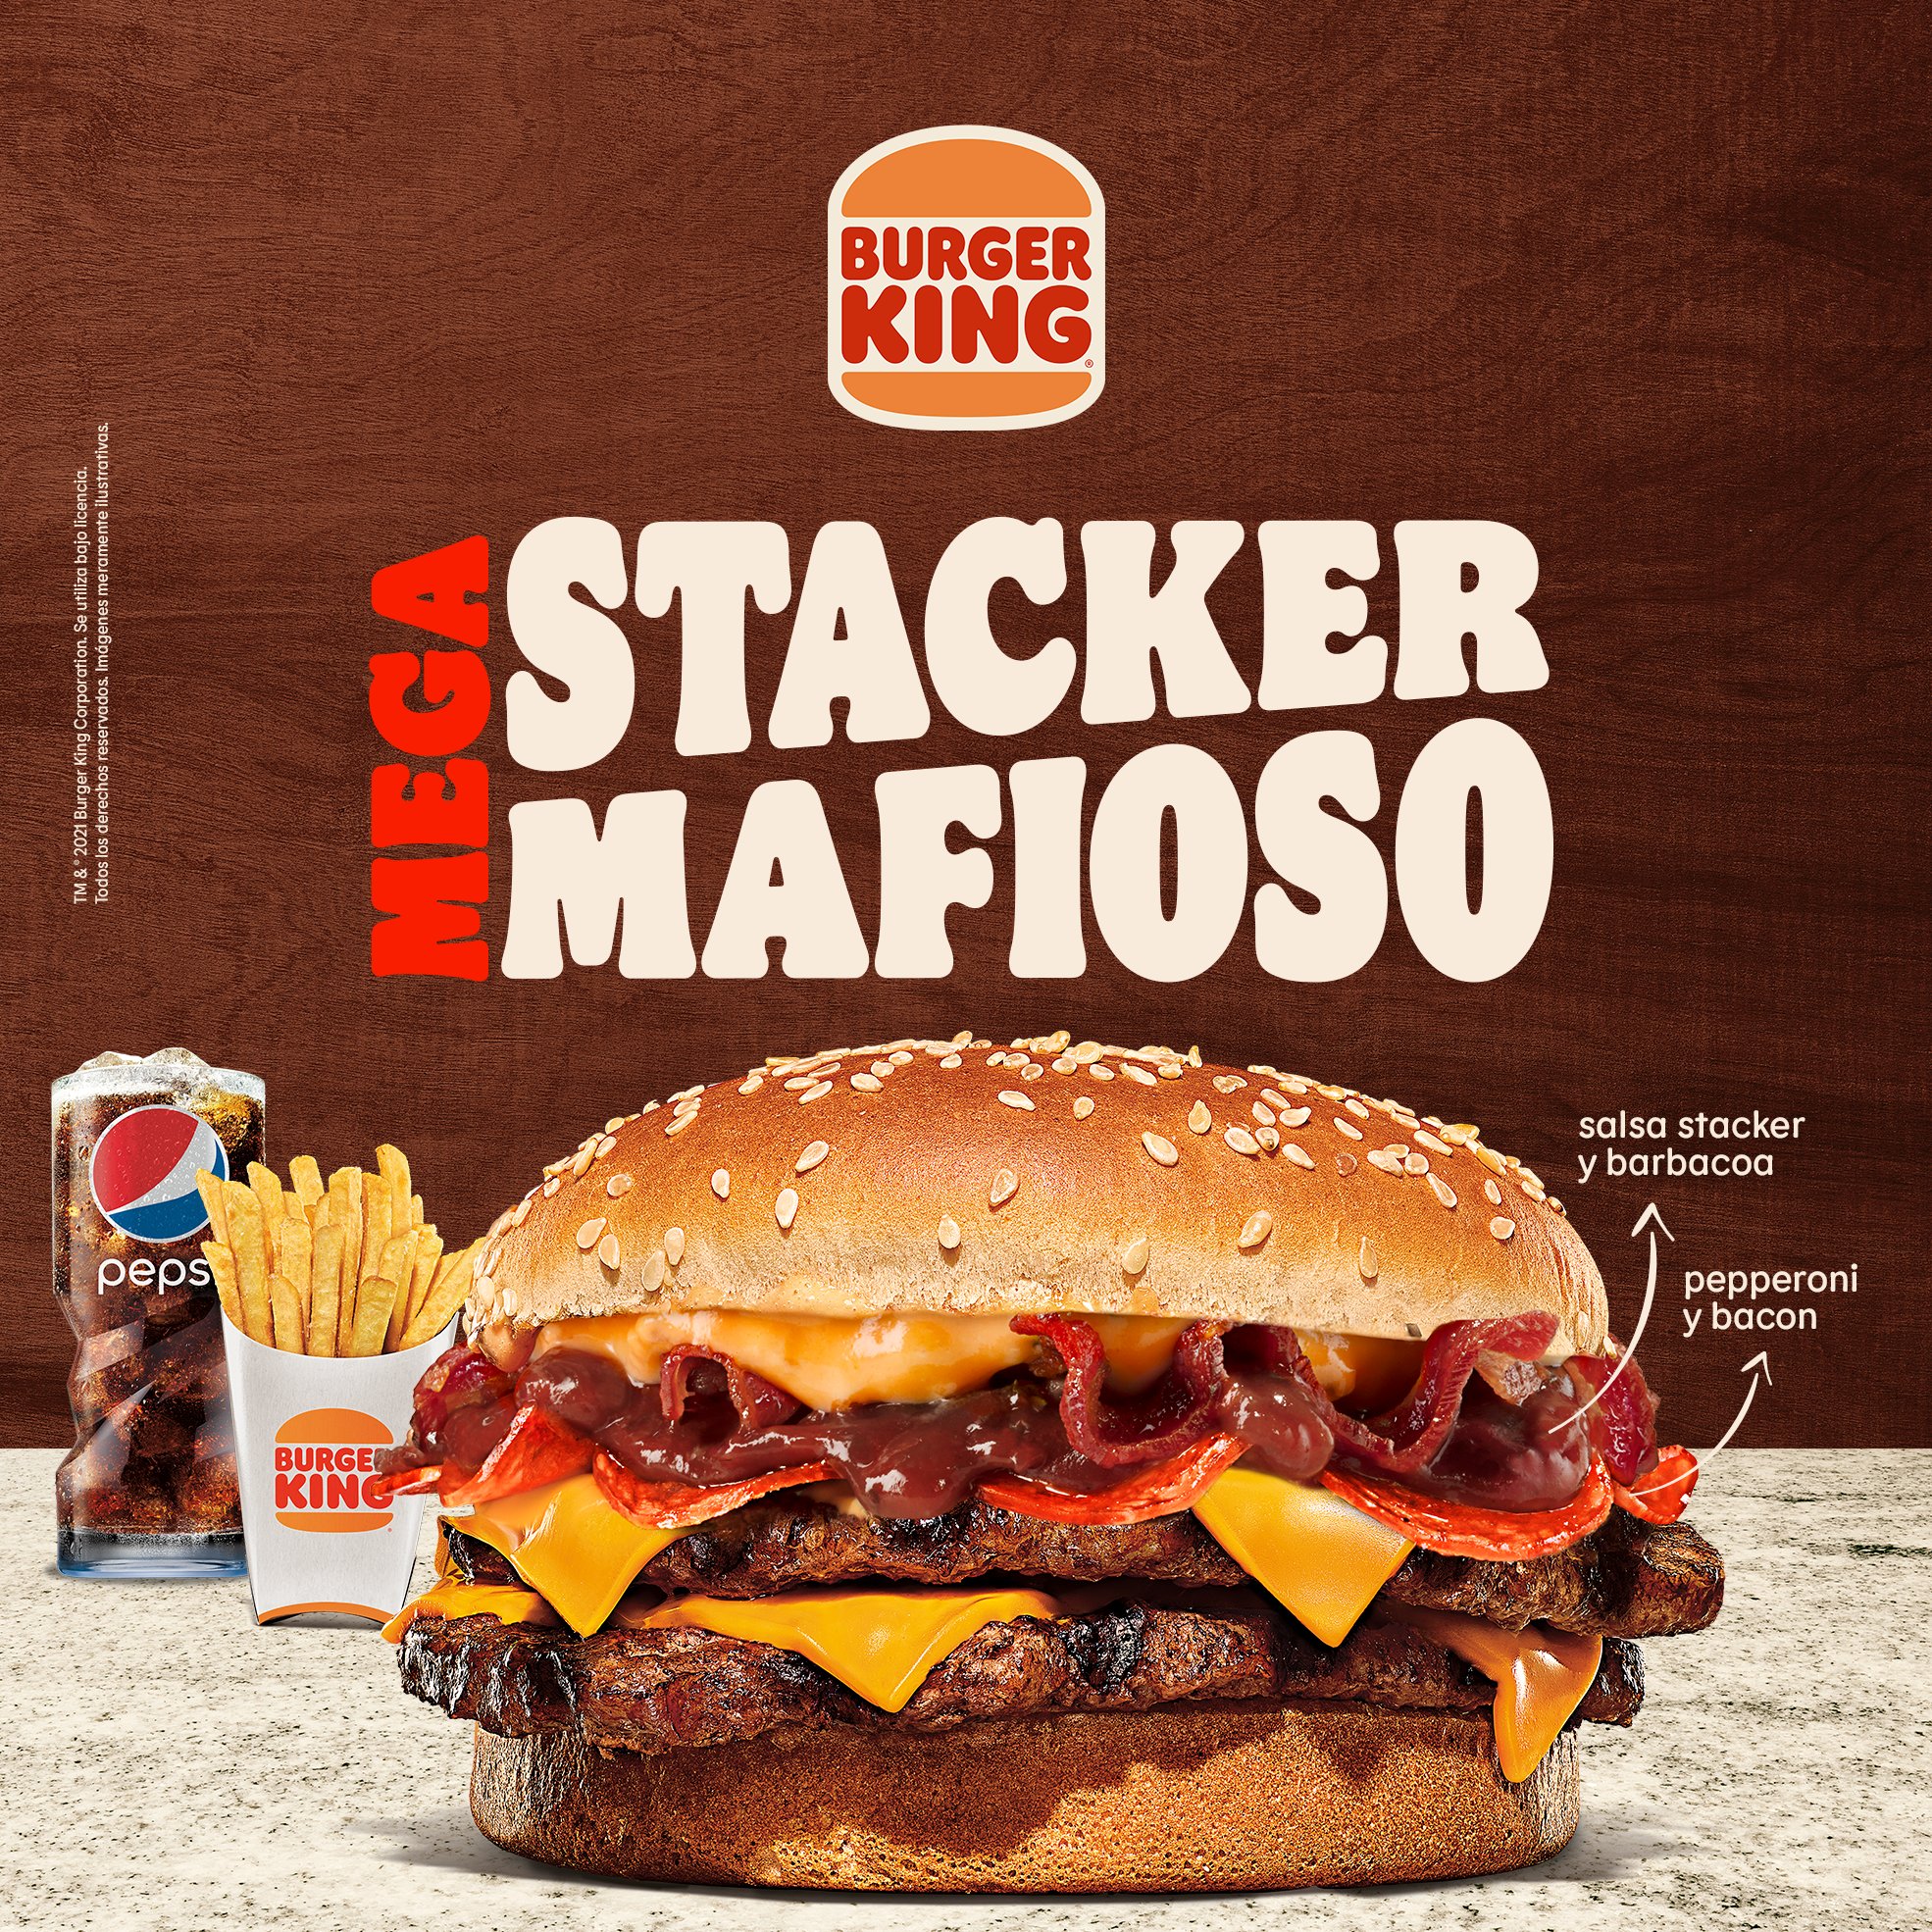 BURGER
KING
MEGA
STACKER
MAFIOSO
TM & ® 2021 Burger King Corporation. Se utiliza bajo licencia.
Todos los derechos reservados. Imágenes meramente ilustrativas.
salsa stacker
y barbacoa
pepperoni
y bacon
peps
BURGE
KING